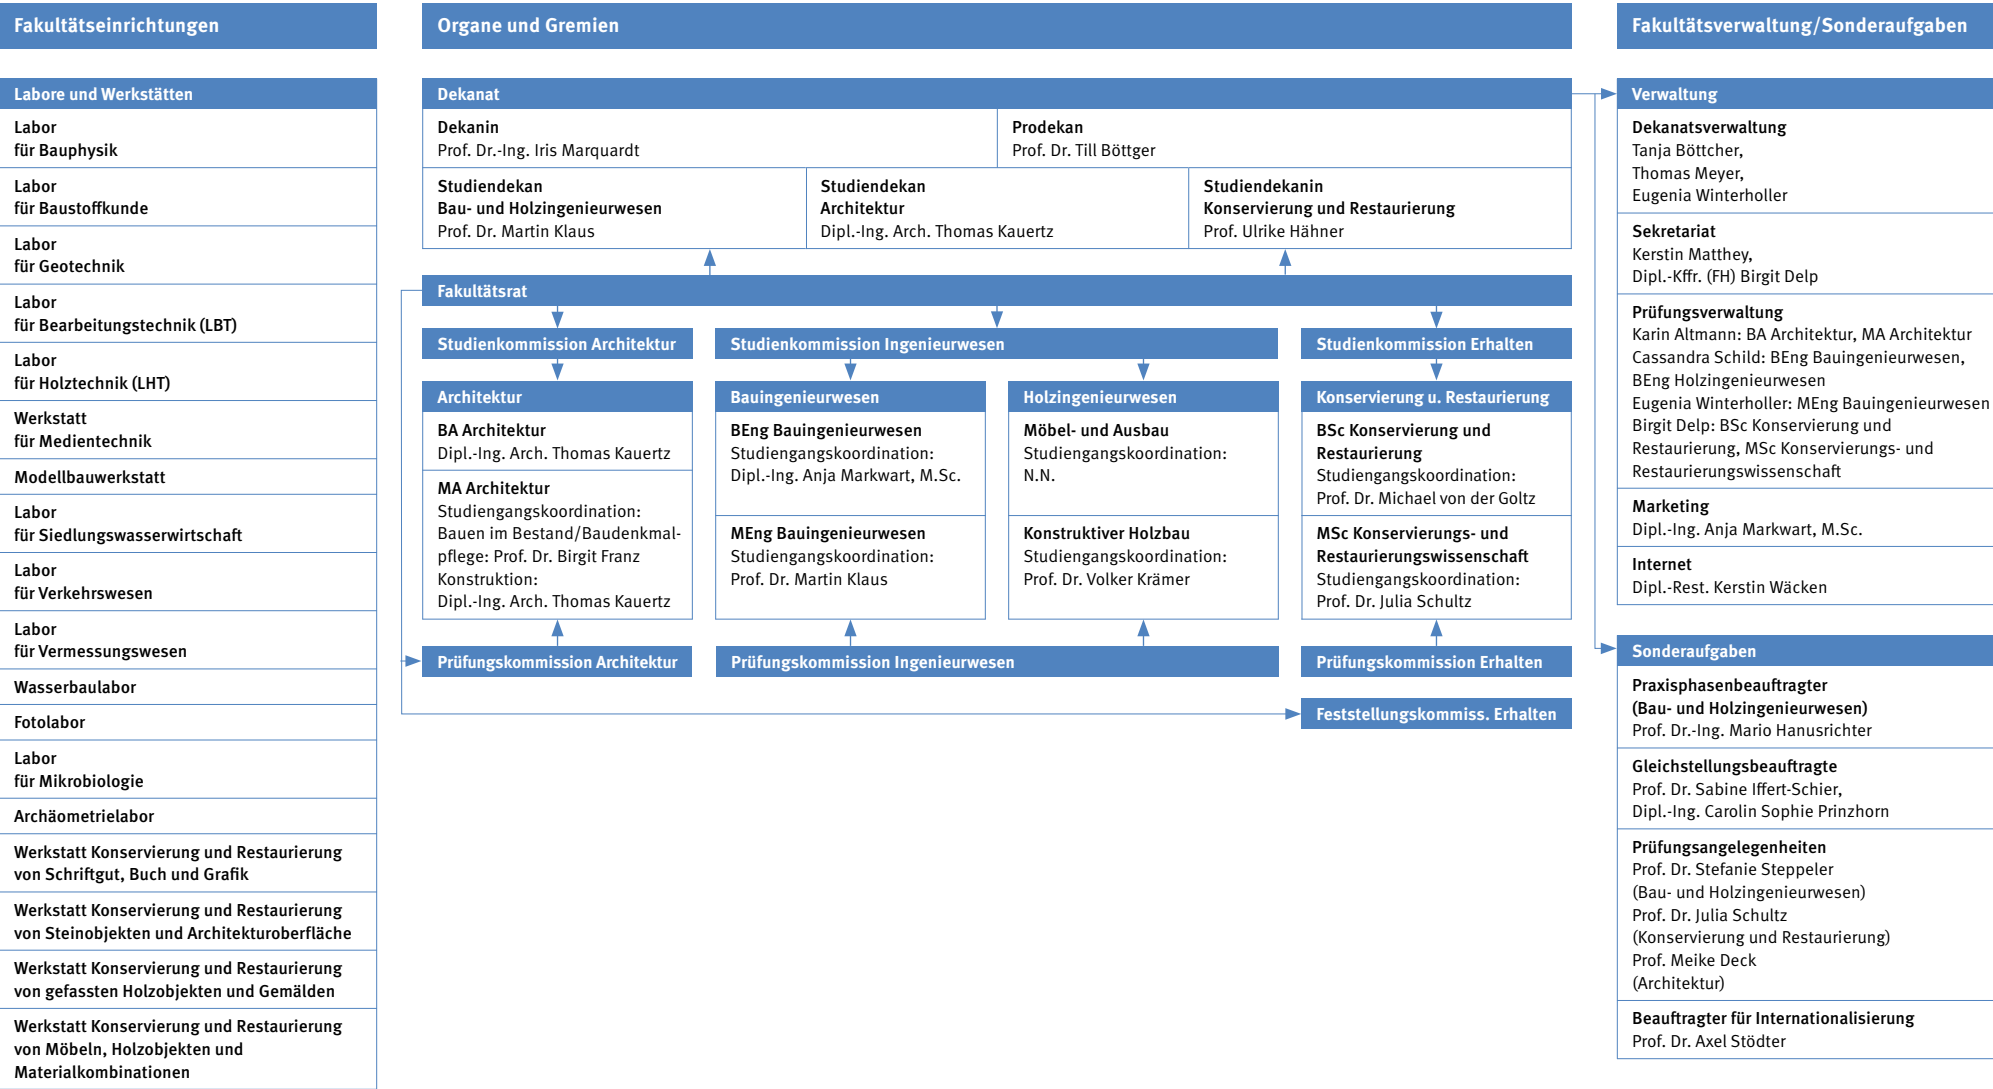 Fakultätseinrichtungen
Labore und Werkstätten
Labor
für Bauphysik
Labor
für Baustoffkunde
Labor
für Geotechnik
Labor
für Bearbeitungstechnik (LBT)
Labor
für Holztechnik (LHT)
Werkstatt
für Medientechnik
Modellbauwerkstatt
Labor
für Siedlungswasserwirtschaft
Labor
für Verkehrswesen
Labor
für Vermessungswesen
Wasserbaulabor
Fotolabor
Labor
für Mikrobiologie
Archäometrielabor
Werkstatt Konservierung und Restaurierung
von Schriftgut, Buch und Grafik
Werkstatt Konservierung und Restaurierung
von Steinobjekten und Architekturoberfläche
Werkstatt Konservierung und Restaurierung
von gefassten Holzobjekten und Gemälden
Werkstatt Konservierung und Restaurierung
von Möbeln, Holzobjekten und
Materialkombinationen
Organe und Gremien
Dekanat
Dekanin
Prof. Dr.-Ing. Iris Marquardt
Prodekan
Prof. Dr. Till Böttger
Studiendekan
Bau- und Holzingenieurwesen
Prof. Dr. Martin Klaus
Studiendekan
Architektur
Dipl.-Ing. Arch. Thomas Kauertz
Studiendekanin
Konservierung und Restaurierung
Prof. Ulrike Hähner
Fakultätsrat
Studienkommission Architektur
Studienkommission Ingenieurwesen
Studienkommission Erhalten
Architektur
BA Architektur
Dipl.-Ing. Arch. Thomas Kauertz
MA Architektur
Studiengangskoordination:
Bauen im Bestand/Baudenkmal-
pflege: Prof. Dr. Birgit Franz
Konstruktion:
Dipl.-Ing. Arch. Thomas Kauertz
Bauingenieurwesen
BEng Bauingenieurwesen
Studiengangskoordination:
Dipl.-Ing. Anja Markwart, M.Sc.
MEng Bauingenieurwesen
Studiengangskoordination:
Prof. Dr. Martin Klaus
Holzingenieurwesen
Möbel- und Ausbau
Studiengangskoordination:
N.N.
Konstruktiver Holzbau
Studiengangskoordination:
Prof. Dr. Volker Krämer
Konservierung u. Restaurierung
BSc Konservierung und
Restaurierung
Studiengangskoordination:
Prof. Dr. Michael von der Goltz
MSc Konservierungs- und
Restaurierungswissenschaft
Studiengangskoordination:
Prof. Dr. Julia Schultz
Prüfungskommission Architektur
Prüfungskommission Ingenieurwesen
Prüfungskommission Erhalten
Feststellungskommiss. Erhalten
Fakultätsverwaltung/Sonderaufgaben
Verwaltung
Dekanatsverwaltung
Tanja Böttcher,
Thomas Meyer,
Eugenia Winterholler
Sekretariat
Kerstin Matthey,
Dipl.-Kffr. (FH) Birgit Delp
Prüfungsverwaltung
Karin Altmann: BA Architektur, MA Architektur
Cassandra Schild: BEng Bauingenieurwesen,
BEng Holzingenieurwesen
Eugenia Winterholler: MEng Bauingenieurwesen
Birgit Delp: BSc Konservierung und
Restaurierung, MSc Konservierungs- und
Restaurierungswissenschaft
Marketing
Dipl.-Ing. Anja Markwart, M.Sc.
Internet
Dipl.-Rest. Kerstin Wäcken
Sonderaufgaben
Praxisphasenbeauftragter
(Bau- und Holzingenieurwesen)
Prof. Dr.-Ing. Mario Hanusrichter
Gleichstellungsbeauftragte
Prof. Dr. Sabine Iffert-Schier,
Dipl.-Ing. Carolin Sophie Prinzhorn
Prüfungsangelegenheiten
Prof. Dr. Stefanie Steppeler
(Bau- und Holzingenieurwesen)
Prof. Dr. Julia Schultz
(Konservierung und Restaurierung)
Prof. Meike Deck
(Architektur)
Beauftragter für Internationalisierung
Prof. Dr. Axel Stödter